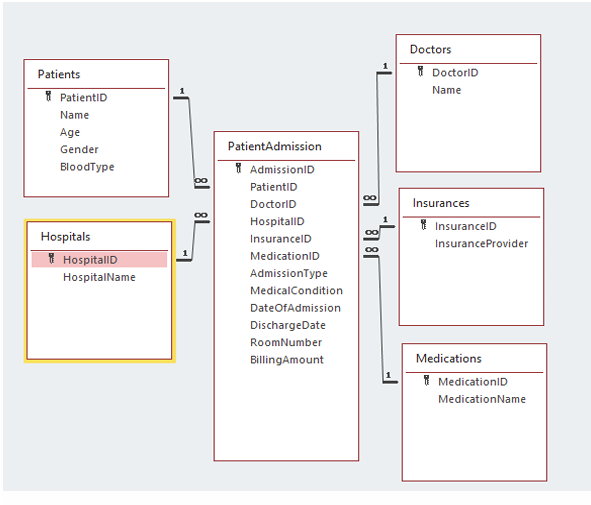 Patients
PatientID
Name
Age
Gender
BloodType
1
∞
Hospitals
HospitalID
HospitalName
1
∞
PatientAdmission
AdmissionID
PatientID
DoctorID
HospitalID
InsuranceID
MedicationID
AdmissionType
MedicalCondition
DateOfAdmission
DischargeDate
RoomNumber
BillingAmount
Doctors
DoctorID
Name
1
∞
Insurances
InsuranceID
InsuranceProvider
1
∞
Medications
MedicationID
MedicationName
1
∞